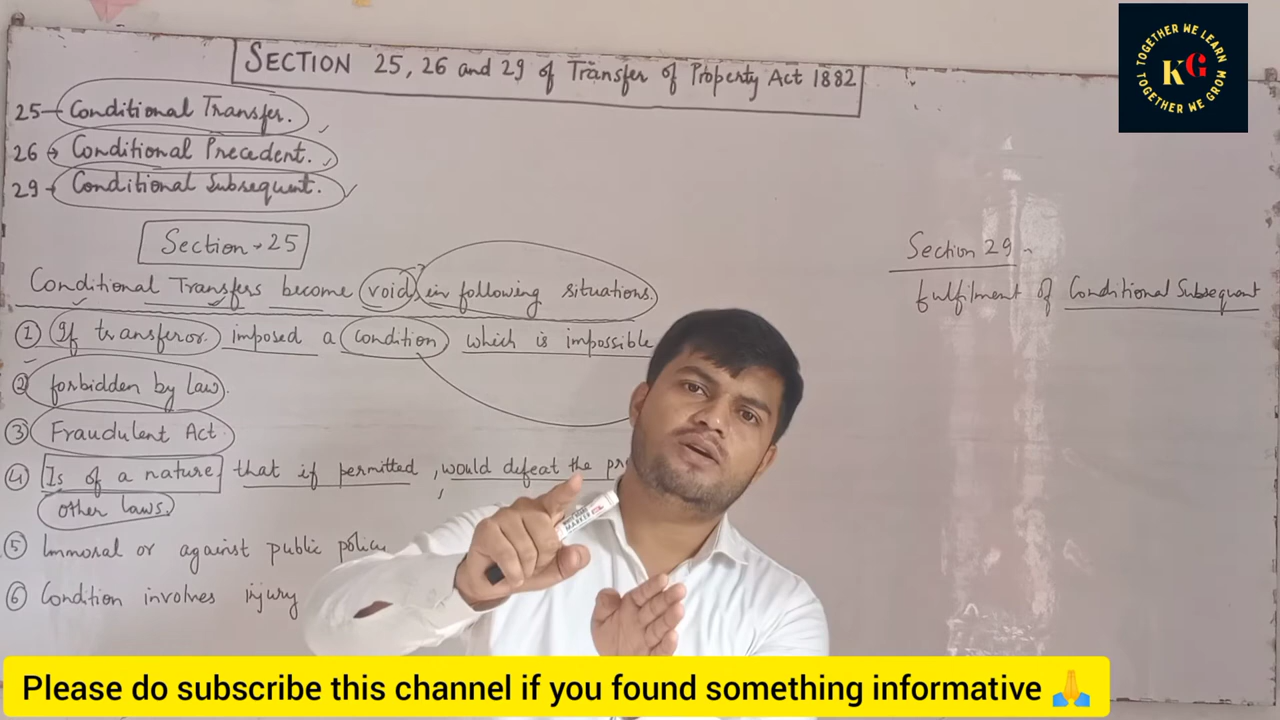 SECTION 25, 26 and 29 of Transfer of Property Act 1882
TOGETHER WE LEARN
KG
TOGETHER WE GROW
25 Conditional Transfer.
26 → Conditional Precedent.
29 → Conditional Subsequent.
Section → 25
Conditional Transfers become void in following situations.
① If transferor imposed a condition which is impossible
② forbidden by law.
③ Fraudulent Act.
④ Is of a nature that if permitted, would defeat the
other laws.
⑤ Immoral or against public policy
⑥ Condition involves injury
Section 29 -
fulfilment of Conditional Subsequent
MARKER
Please do subscribe this channel if you found something informative 🙏